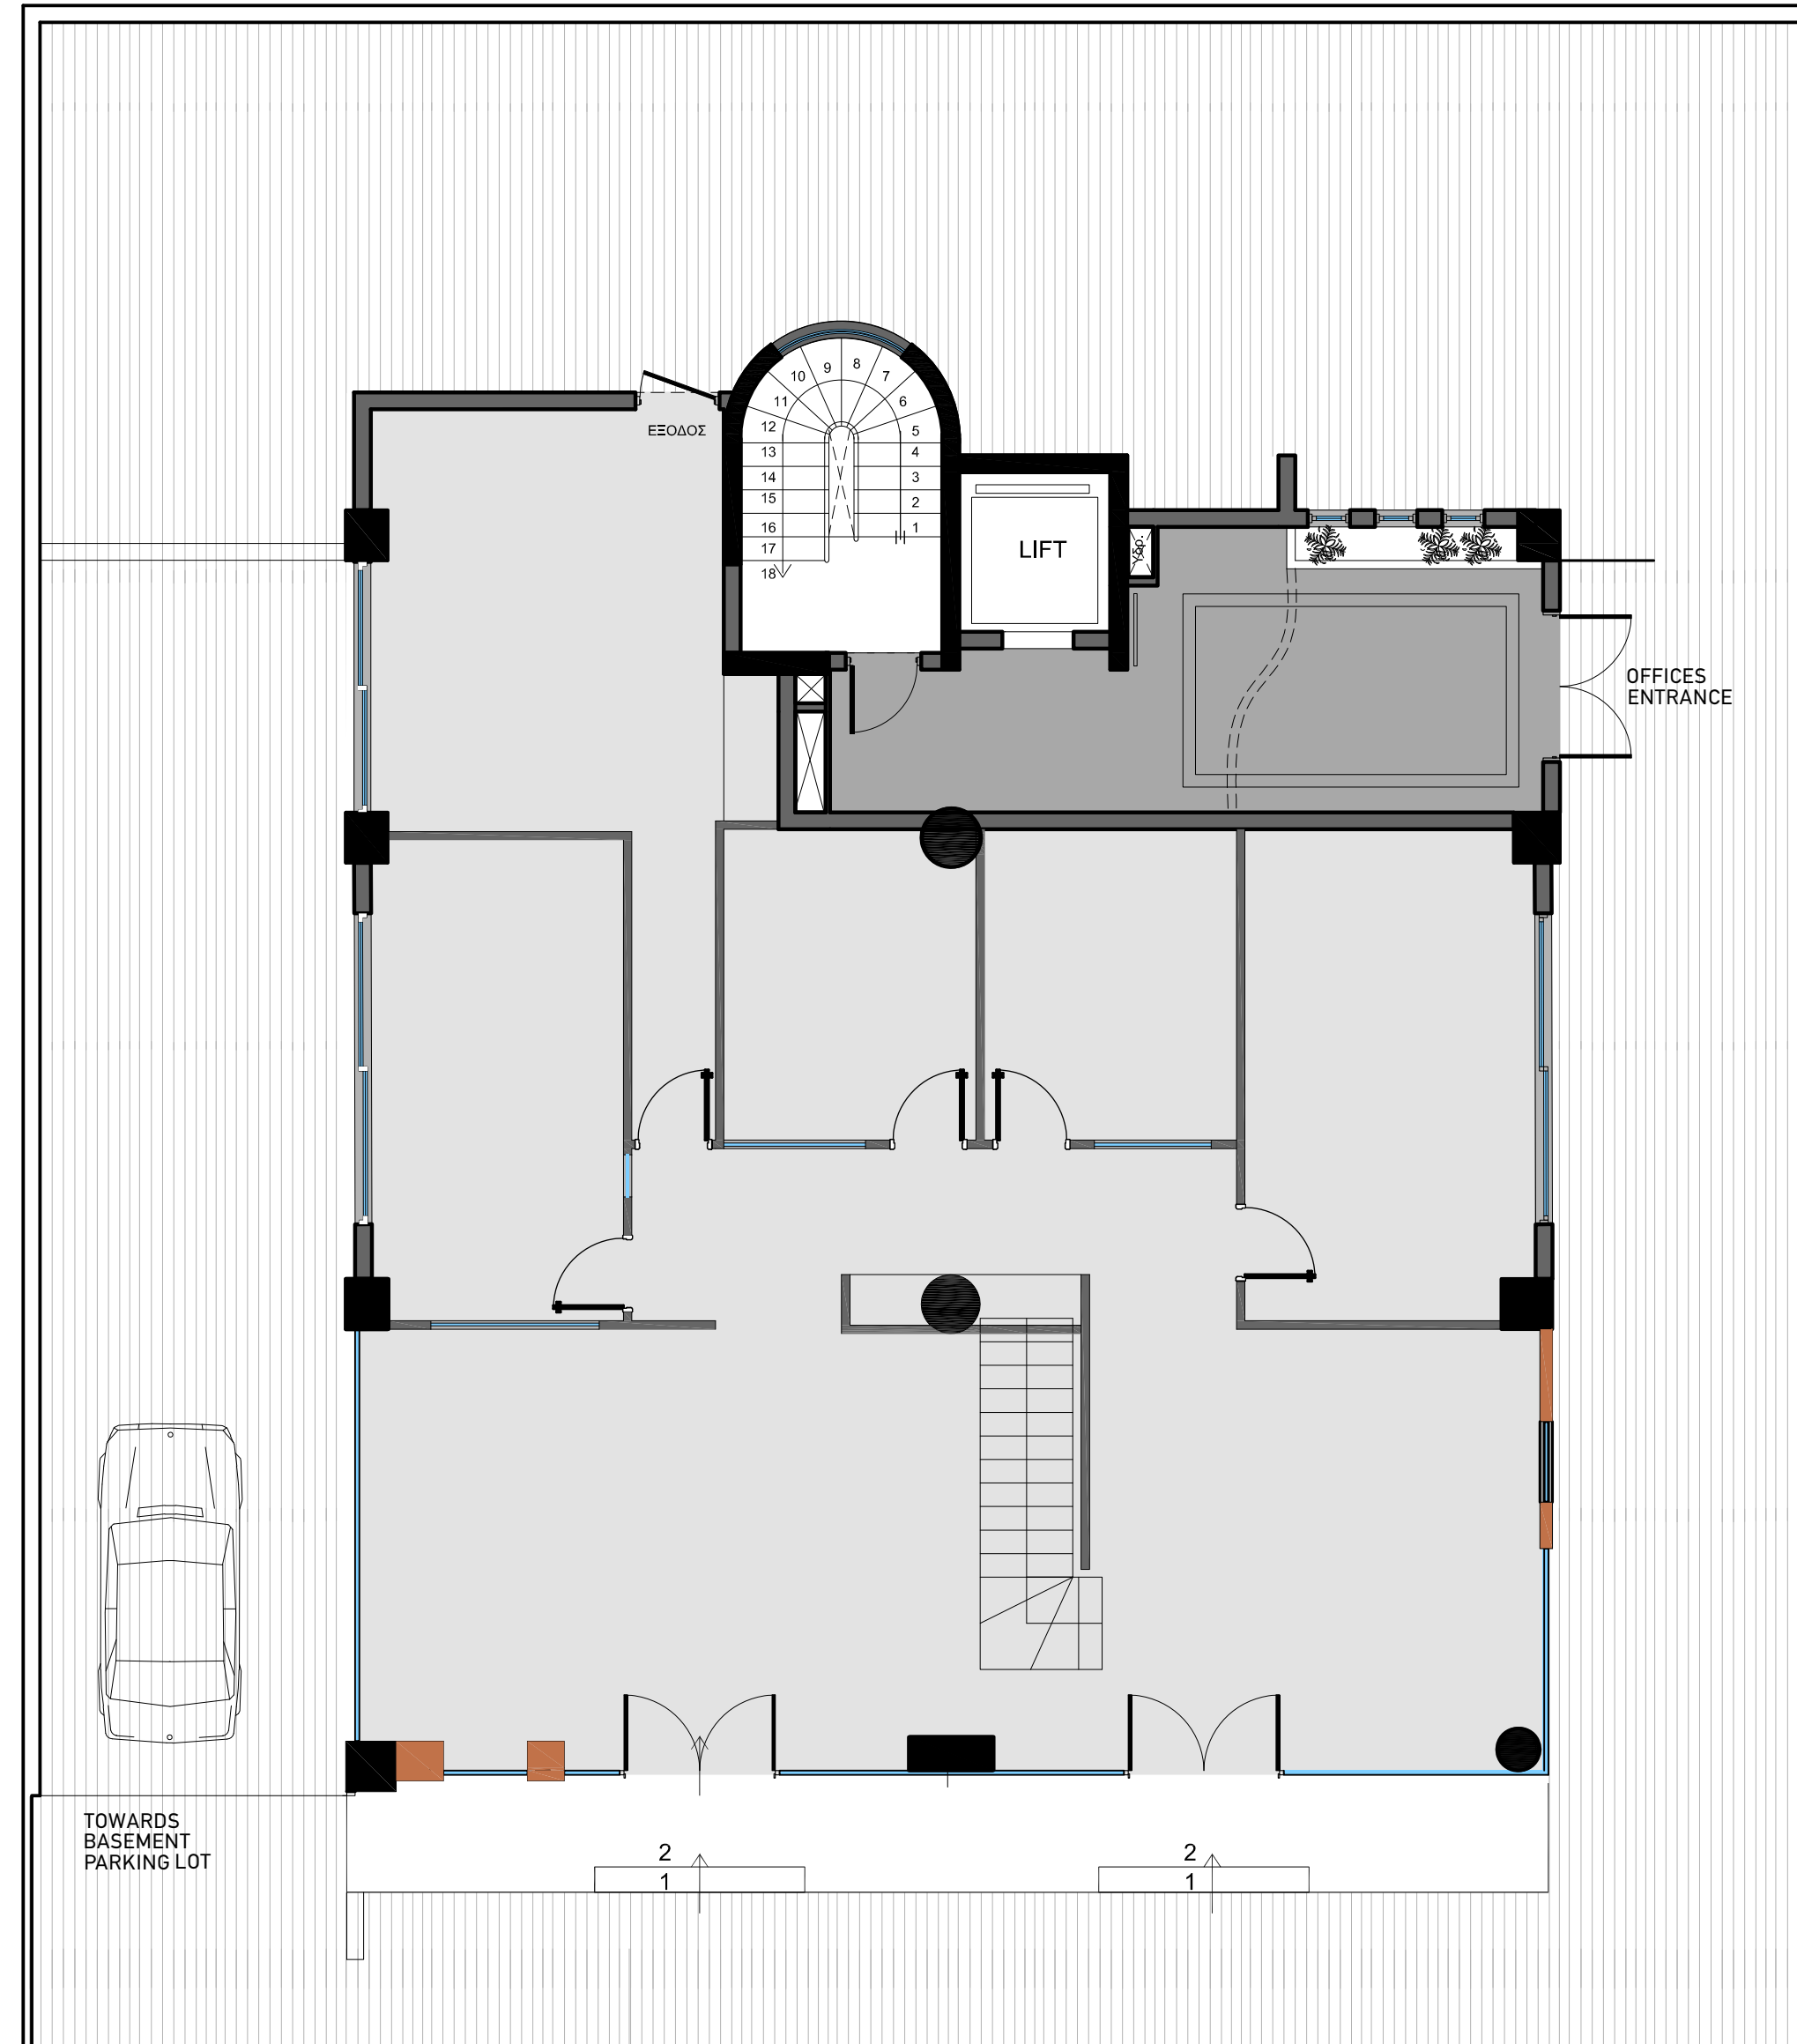 8
9
7
10
6
11
12
5
ΕΞΟΔΟΣ
13
4
14
3
15
2
16
1
17
18
LIFT
Υδρ.
OFFICES
ENTRANCE
TOWARDS
BASEMENT
PARKING LOT
2
1
2
1